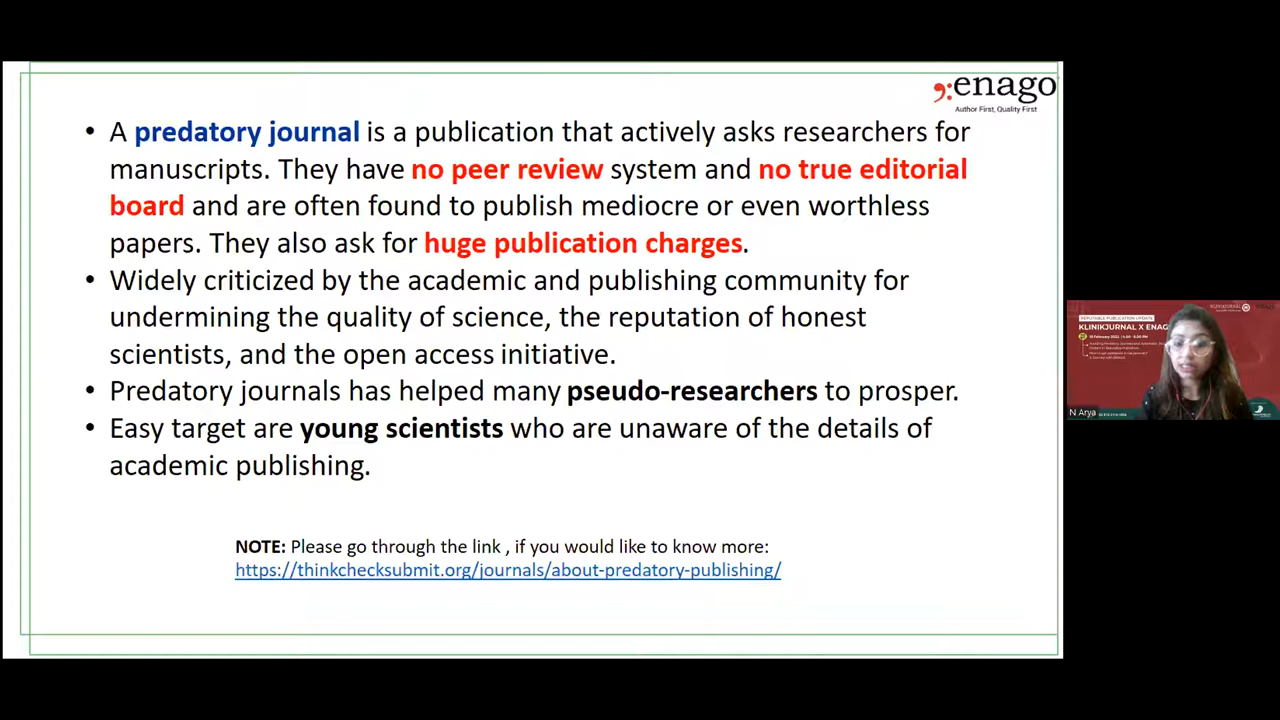 enago
Author First, Quality First
• A predatory journal is a publication that actively asks researchers for
manuscripts. They have no peer review system and no true editorial
board and are often found to publish mediocre or even worthless
papers. They also ask for huge publication charges.
• Widely criticized by the academic and publishing community for
undermining the quality of science, the reputation of honest
scientists, and the open access initiative.
• Predatory journals has helped many pseudo-researchers to prosper.
• Easy target are young scientists who are unaware of the details of
academic publishing.
NOTE: Please go through the link , if you would like to know more:
https://thinkchecksubmit.org/journals/about-predatory-publishing/
REPUTABLE PUBLICATION UPDATE
KLINIKJURNAL X ENAG
N Arya